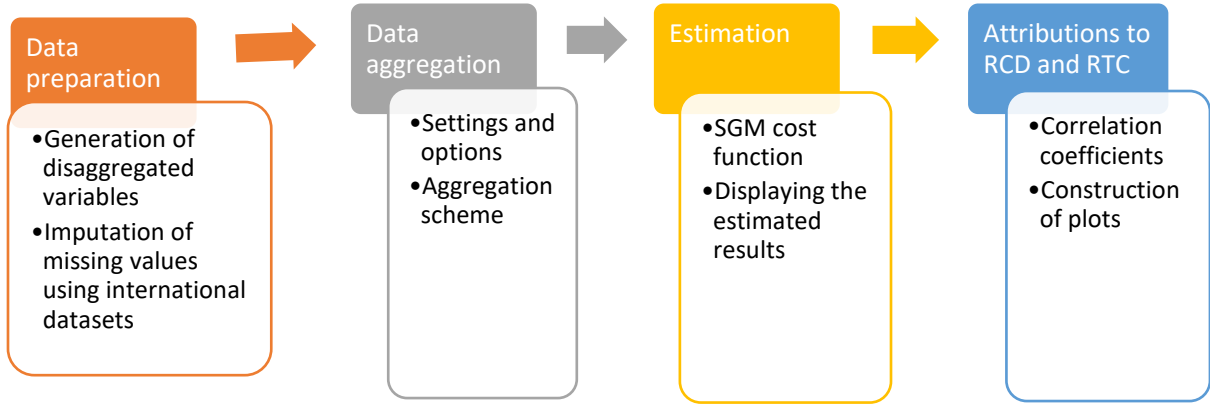 Data
preparation
•Generation of
disaggregated
variables
•Imputation of
missing values
using international
datasets
Data
aggregation
•Settings and
options
•Aggregation
scheme
Estimation
•SGM cost
function
•Displaying the
estimated
results
Attributions to
RCD and RTC
•Correlation
coefficients
•Construction
of plots